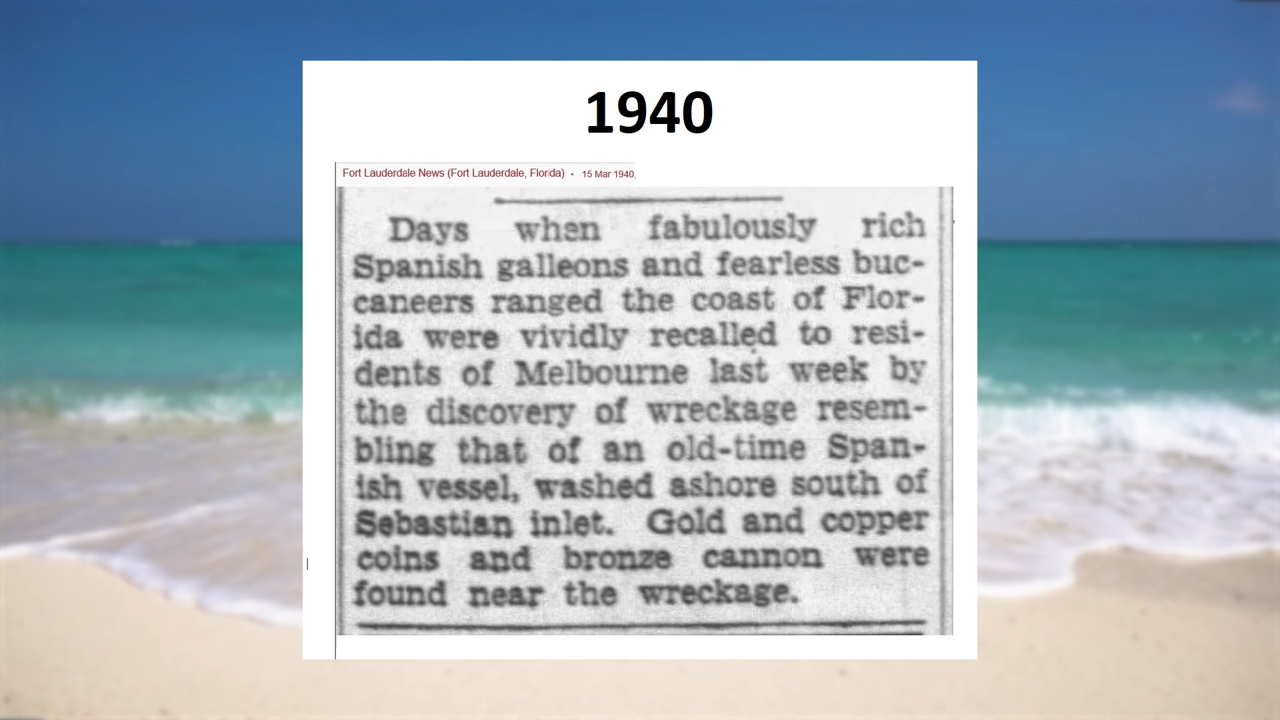 1940
Fort Lauderdale News (Fort Lauderdale, Florida) · 15 Mar 1940,
Days when fabulously rich
Spanish galleons and fearless buc-
caneers ranged the coast of Flor-
ida were vividly recalled to resi-
dents of Melbourne last week by
the discovery of wreckage resem-
bling that of an old-time Span-
ish vessel, washed ashore south of
Sebastian inlet. Gold and copper
coins and bronze cannon were
found near the wreckage.